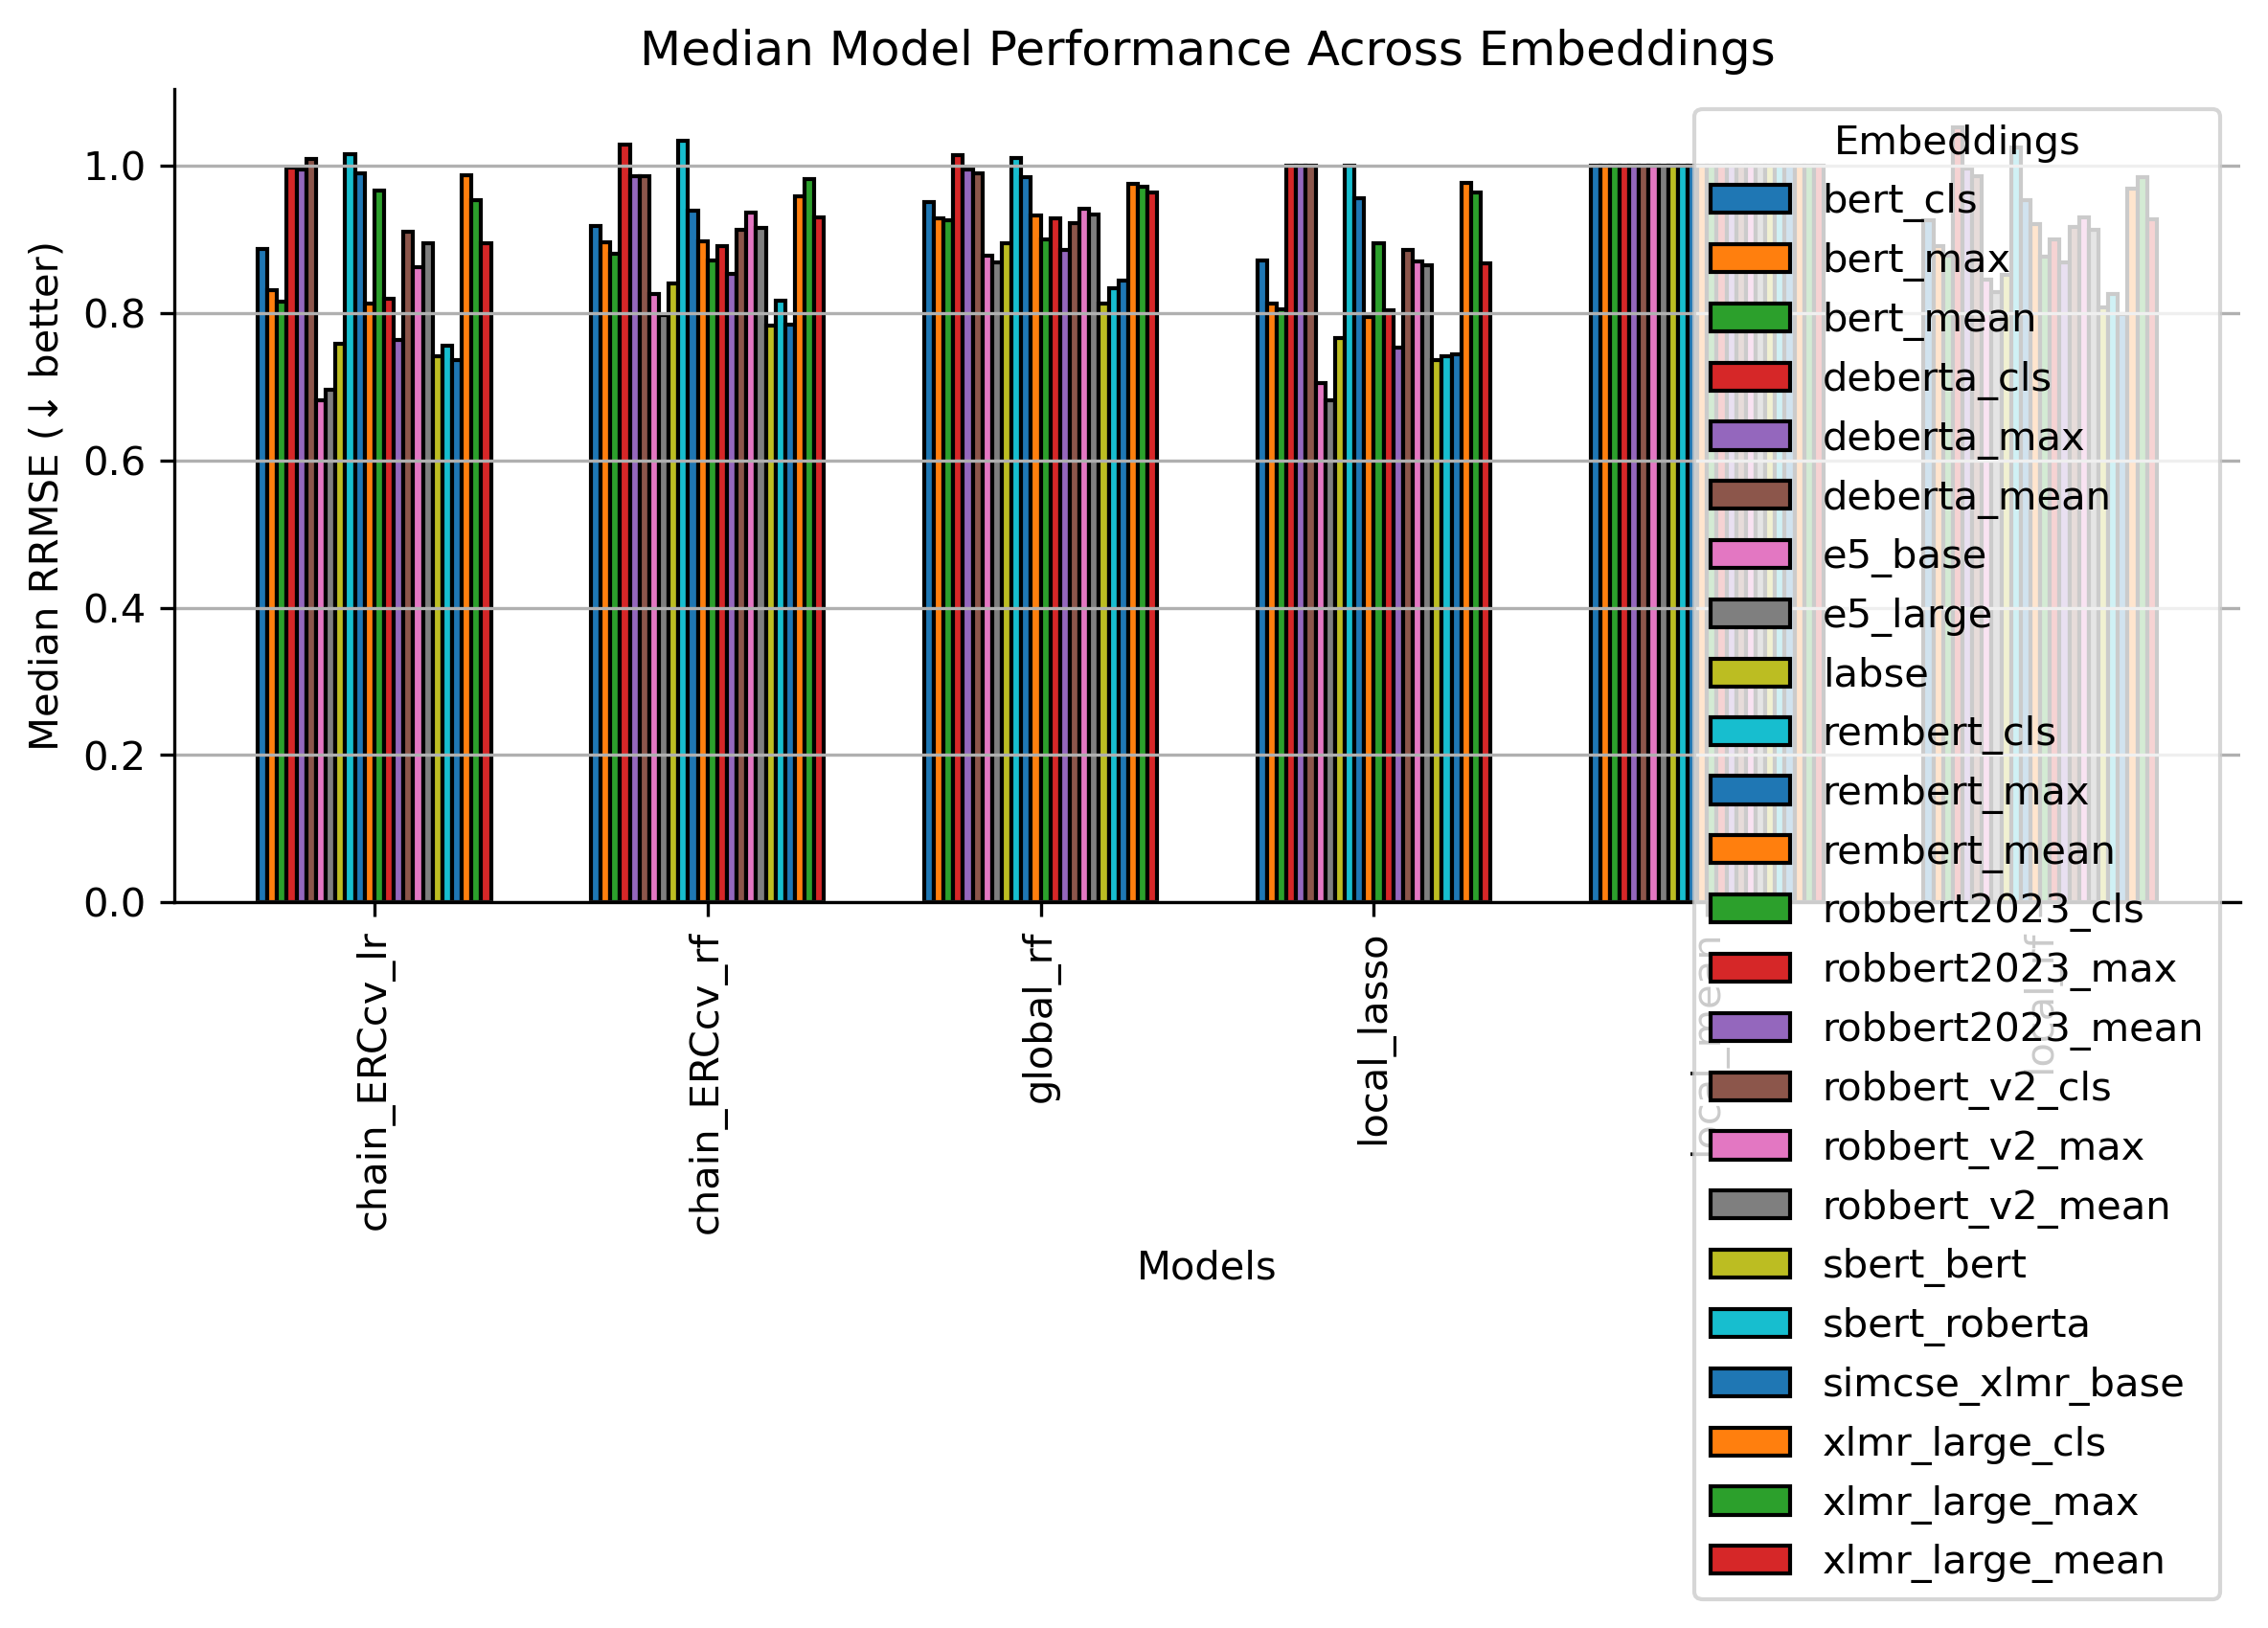 Median Model Performance Across Embeddings
Median RRMSE (↓ better)
1.0
0.8
0.6
0.4
0.2
0.0
chain_ERCcv_lr
chain_ERCcv_rf
global_rf
local_lasso
local_mean
local_rf
Models
Embeddings
bert_cls
bert_max
bert_mean
deberta_cls
deberta_max
deberta_mean
e5_base
e5_large
labse
rembert_cls
rembert_max
rembert_mean
robbert2023_cls
robbert2023_max
robbert2023_mean
robbert_v2_cls
robbert_v2_max
robbert_v2_mean
sbert_bert
sbert_roberta
simcse_xlmr_base
xlmr_large_cls
xlmr_large_max
xlmr_large_mean